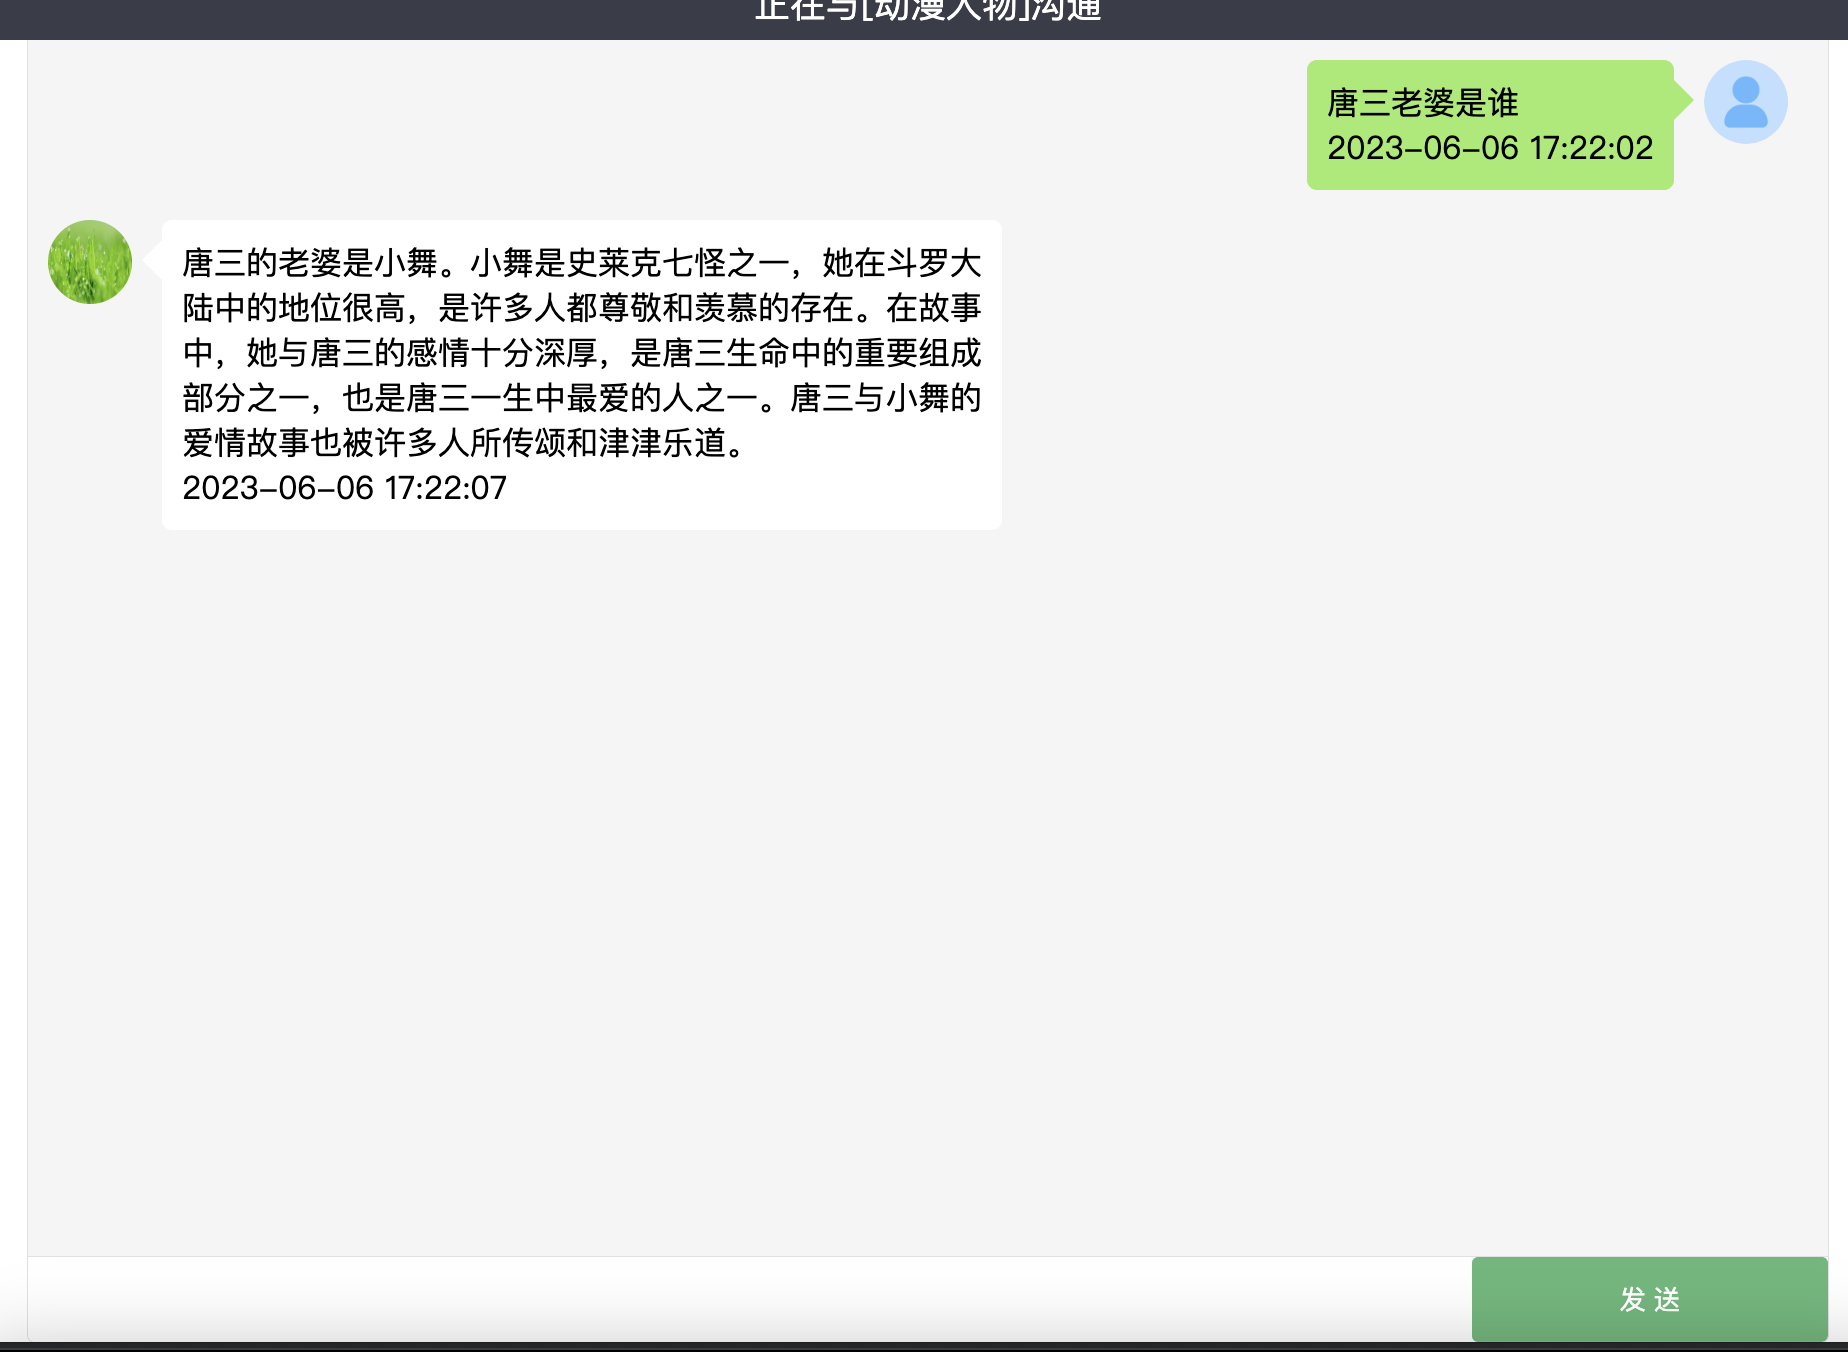 正在与[动漫人物]沟通
唐三老婆是谁
2023-06-06 17:22:02
唐三的老婆是小舞。小舞是史莱克七怪之一，她在斗罗大
陆中的地位很高，是许多人都尊敬和羡慕的存在。在故事
中，她与唐三的感情十分深厚，是唐三生命中的重要组成
部分之一，也是唐三一生中最爱的人之一。唐三与小舞的
爱情故事也被许多人所传颂和津津乐道。
2023-06-06 17:22:07
发 送